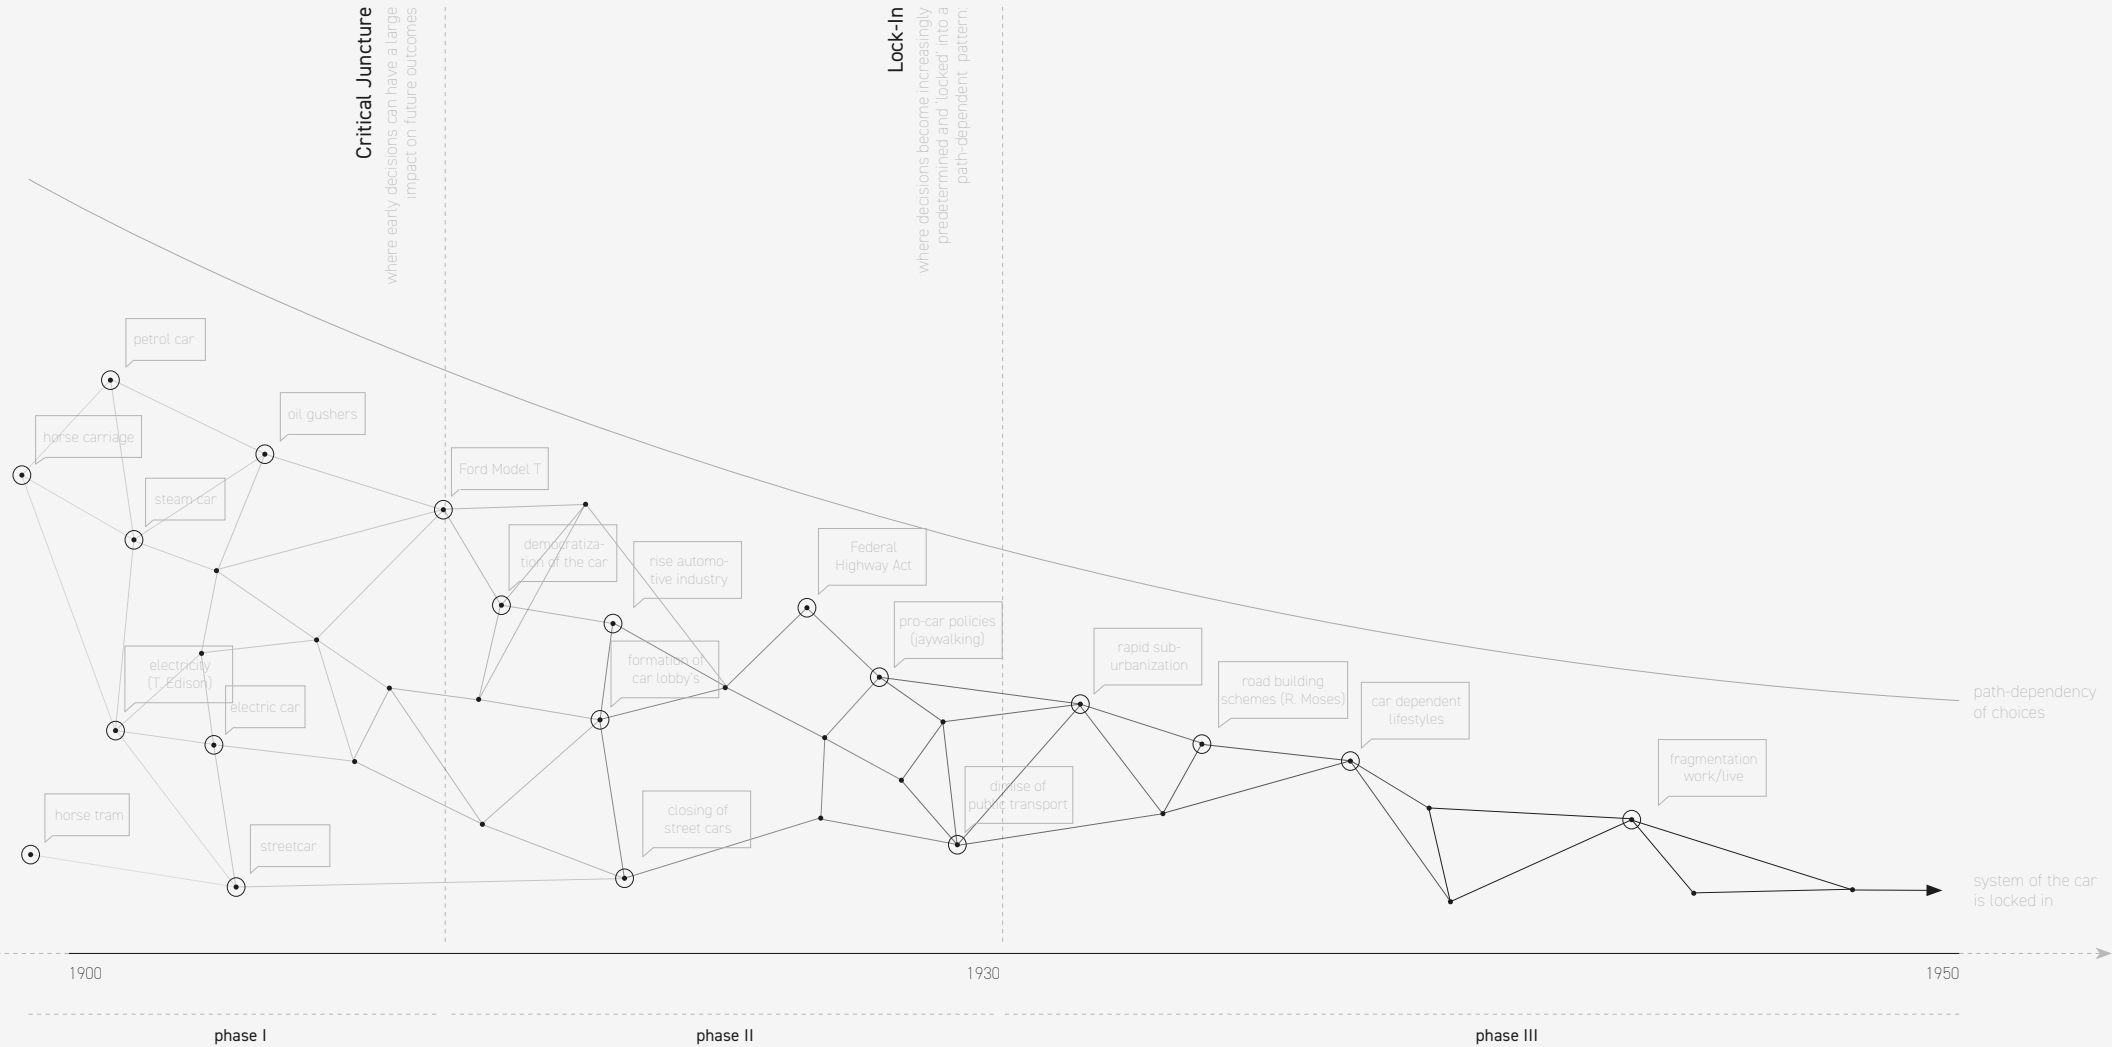 Critical Juncture
where early decisions can have a large
impact on future outcomes
Lock-In
where decisions become increasingly
predetermined and 'locked' into a
path-dependent pattern.
petrol car
oil gushers
horse carriage
steam car
Ford Model T
democratiza-
tion of the car
rise automo-
tive industry
Federal
Highway Act
pro-car policies
(jaywalking)
rapid sub-
urbanization
formation of
car lobby's
electricity
(T. Edison)
electric car
road building
schemes (R. Moses)
car dependent
lifestyles
path-dependency
of choices
fragmentation
work/live
dimise of
public transport
closing of
street cars
horse tram
streetcar
system of the car
is locked in
1900
1930
1950
phase I
phase II
phase III